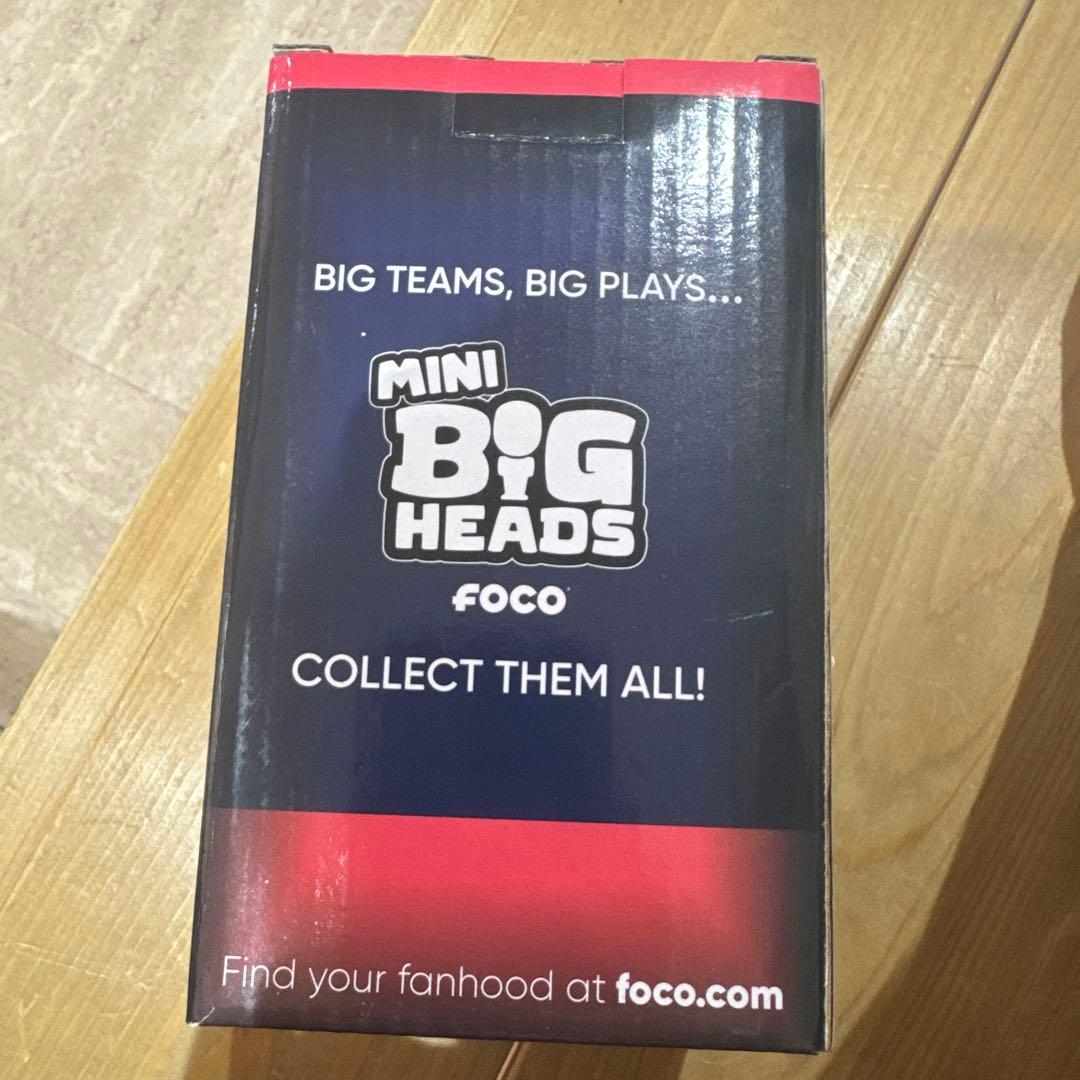 BIG TEAMS, BIG PLAYS...
MINI
BIG
HEADS
FOCO
COLLECT THEM ALL!
Find your fanhood at foco.com